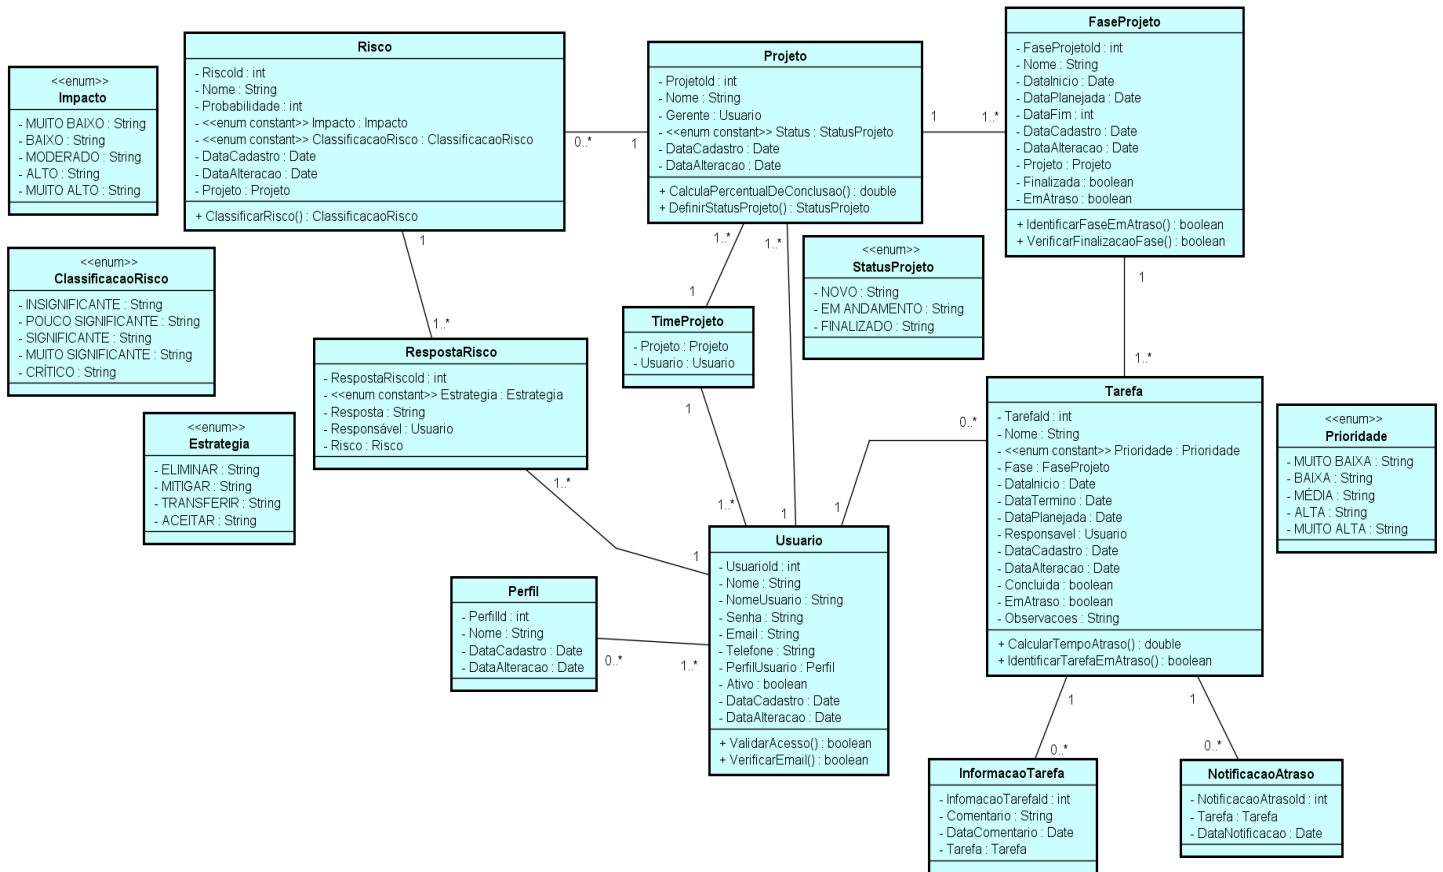 <<enum>>
Impacto
- MUITO BAIXO : String
- BAIXO : String
- MODERADO : String
- ALTO : String
- MUITO ALTO : String
<<enum>>
ClassificacaoRisco
- INSIGNIFICANTE : String
- POUCO SIGNIFICANTE : String
- SIGNIFICANTE : String
- MUITO SIGNIFICANTE : String
- CRÍTICO : String
<<enum>>
Estrategia
- ELIMINAR : String
- MITIGAR : String
- TRANSFERIR : String
- ACEITAR : String
Risco
- RiscoId : int
- Nome : String
- Probabilidade : int
- <<enum constant>> Impacto : Impacto
- <<enum constant>> ClassificacaoRisco : ClassificacaoRisco
- DataCadastro : Date
- DataAlteracao : Date
- Projeto : Projeto
+ ClassificarRisco() : ClassificacaoRisco
0..*
1
1
1..*
RespostaRisco
- RespostaRiscoId : int
- <<enum constant>> Estrategia : Estrategia
- Resposta : String
- Responsável : Usuario
- Risco : Risco
1..*
1
Projeto
- ProjetoId : int
- Nome : String
- Gerente : Usuario
- <<enum constant>> Status : StatusProjeto
- DataCadastro : Date
- DataAlteracao : Date
+ CalculaPercentualDeConclusao() : double
+ DefinirStatusProjeto() : StatusProjeto
1
1..*
1..*
1..*
1
TimeProjeto
- Projeto : Projeto
- Usuario : Usuario
1
1..*
1
<<enum>>
StatusProjeto
- NOVO : String
- EM ANDAMENTO : String
- FINALIZADO : String
FaseProjeto
- FaseProjetoId : int
- Nome : String
- DataInicio : Date
- DataPlanejada : Date
- DataFim : int
- DataCadastro : Date
- DataAlteracao : Date
- Projeto : Projeto
- Finalizada : boolean
- EmAtraso : boolean
+ IdentificarFaseEmAtraso() : boolean
+ VerificarFinalizacaoFase() : boolean
1
1..*
Tarefa
- TarefaId : int
- Nome : String
- <<enum constant>> Prioridade : Prioridade
- Fase : FaseProjeto
- DataInicio : Date
- DataTermino : Date
- DataPlanejada : Date
- Responsavel : Usuario
- DataCadastro : Date
- DataAlteracao : Date
- Concluida : boolean
- EmAtraso : boolean
- Observacoes : String
+ CalcularTempoAtraso() : double
+ IdentificarTarefaEmAtraso() : boolean
0..*
1
<<enum>>
Prioridade
- MUITO BAIXA : String
- BAIXA : String
- MÉDIA : String
- ALTA : String
- MUITO ALTA : String
Perfil
- PerfilId : int
- Nome : String
- DataCadastro : Date
- DataAlteracao : Date
0..*
1..*
Usuario
- UsuarioId : int
- Nome : String
- NomeUsuario : String
- Senha : String
- Email : String
- Telefone : String
- PerfilUsuario : Perfil
- Ativo : boolean
- DataCadastro : Date
- DataAlteracao : Date
+ ValidarAcesso() : boolean
+ VerificarEmail() : boolean
1
0..*
1
0..*
InformacaoTarefa
- InfomacaoTarefaId : int
- Comentario : String
- DataComentario : Date
- Tarefa : Tarefa
NotificacaoAtraso
- NotificacaoAtrasoId : int
- Tarefa : Tarefa
- DataNotificacao : Date